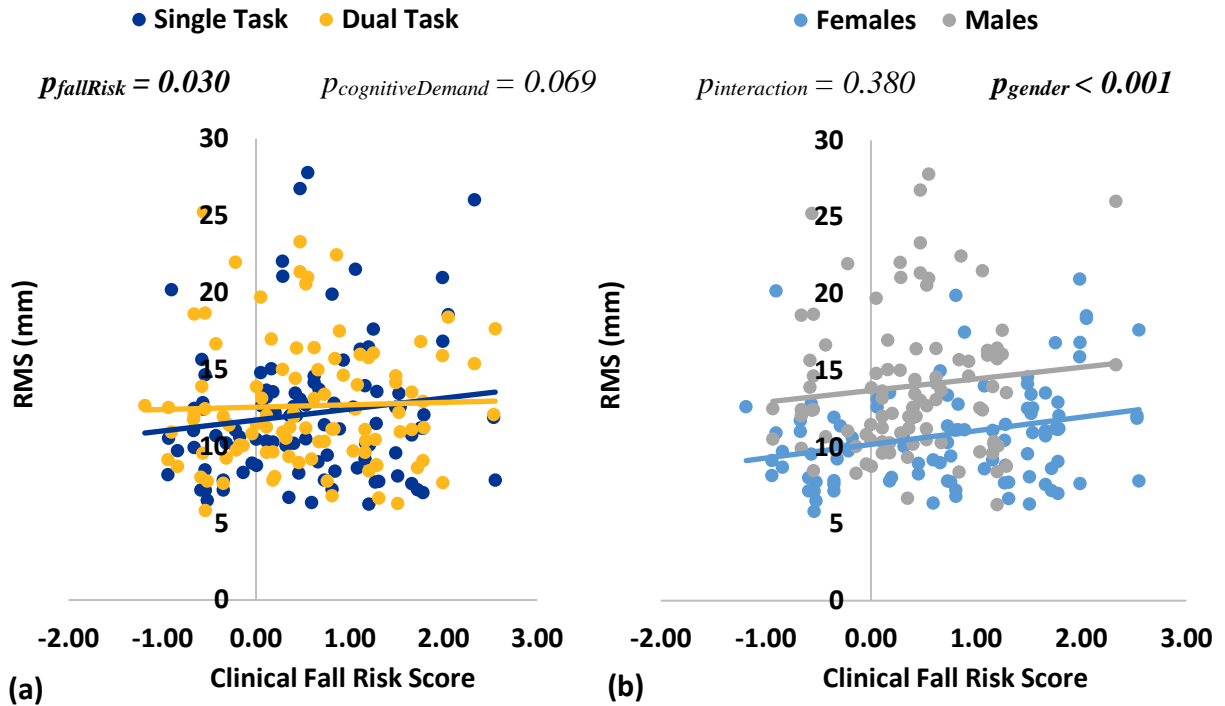 Single Task Dual Task
Females Males
pfallRisk = 0.030 pcognitiveDemand = 0.069
pinteraction = 0.380 pgender < 0.001
RMS (mm)
30
25
20
15
10
5
0
-2.00 -1.00 0.00 1.00 2.00 3.00
Clinical Fall Risk Score
(a)
RMS (mm)
30
25
20
15
10
5
0
-2.00 -1.00 0.00 1.00 2.00 3.00
Clinical Fall Risk Score
(b)